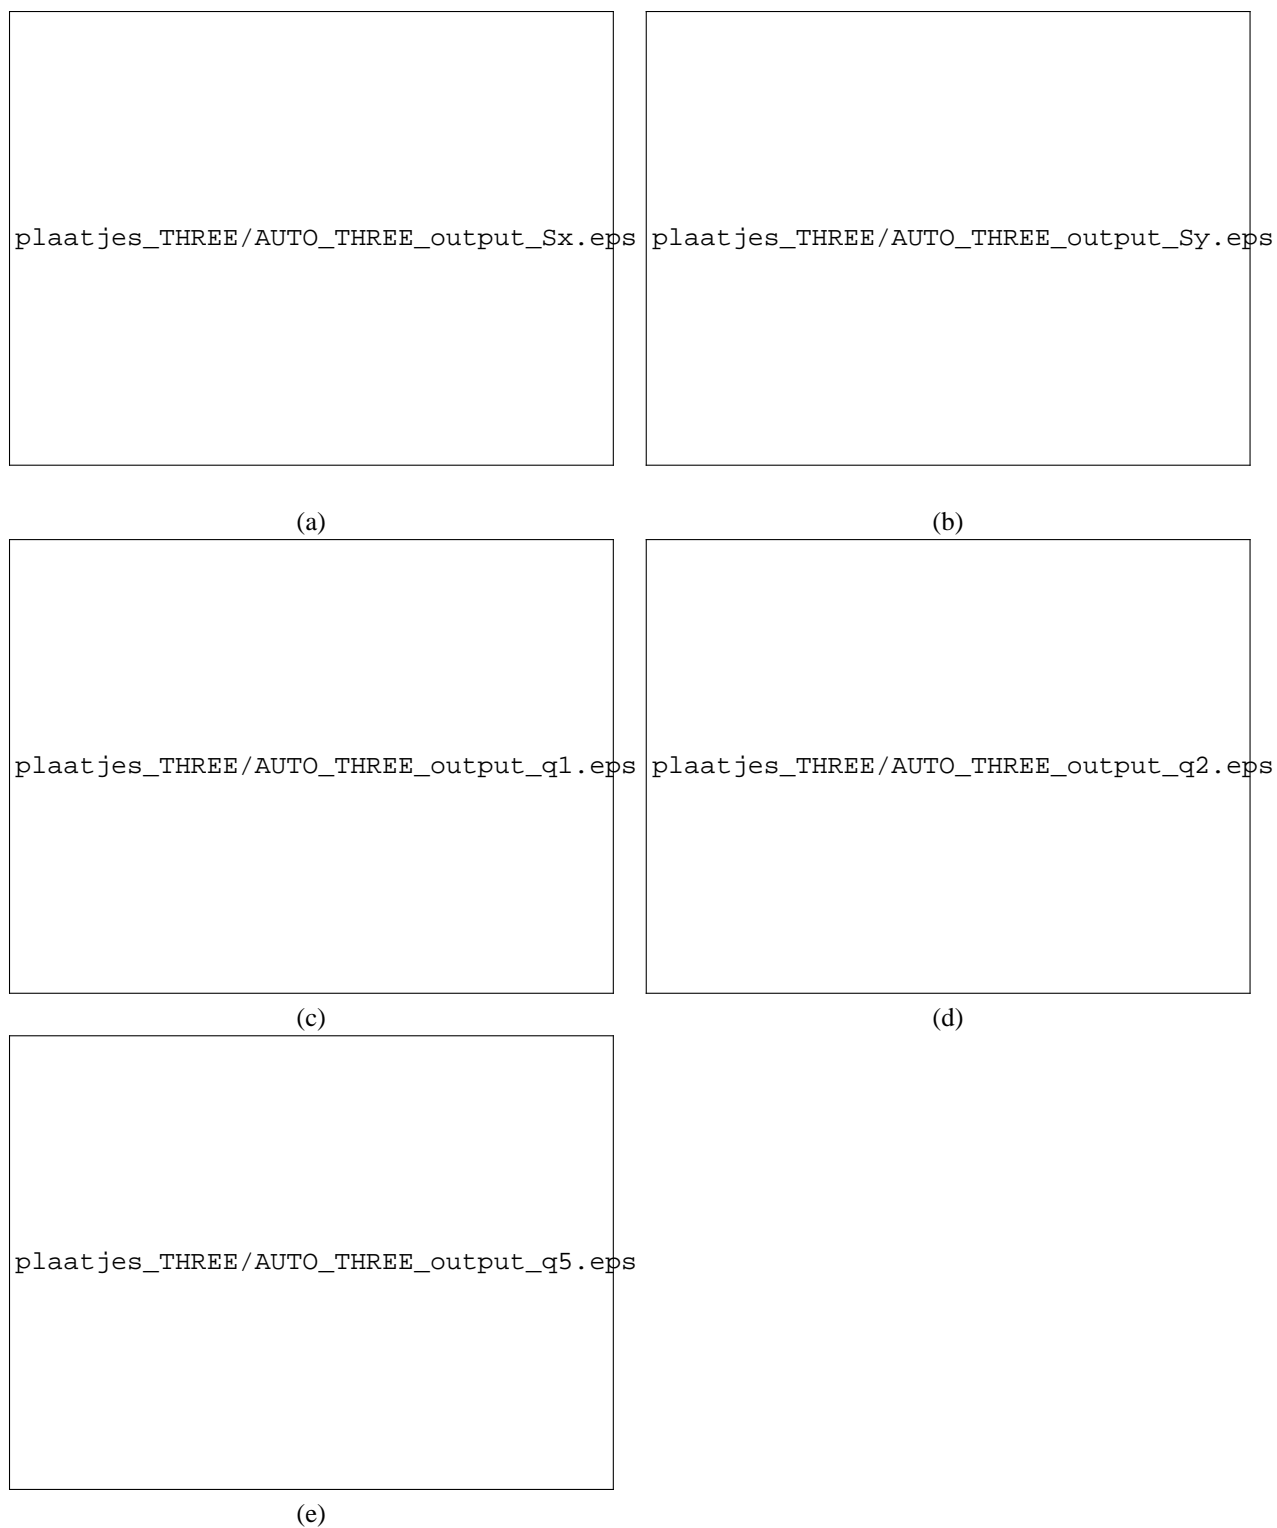 plaatjes_THREE/AUTO_THREE_output_Sx.eps
plaatjes_THREE/AUTO_THREE_output_Sy.eps
(a)
(b)
plaatjes_THREE/AUTO_THREE_output_q1.eps
plaatjes_THREE/AUTO_THREE_output_q2.eps
(c)
(d)
plaatjes_THREE/AUTO_THREE_output_q5.eps
(e)